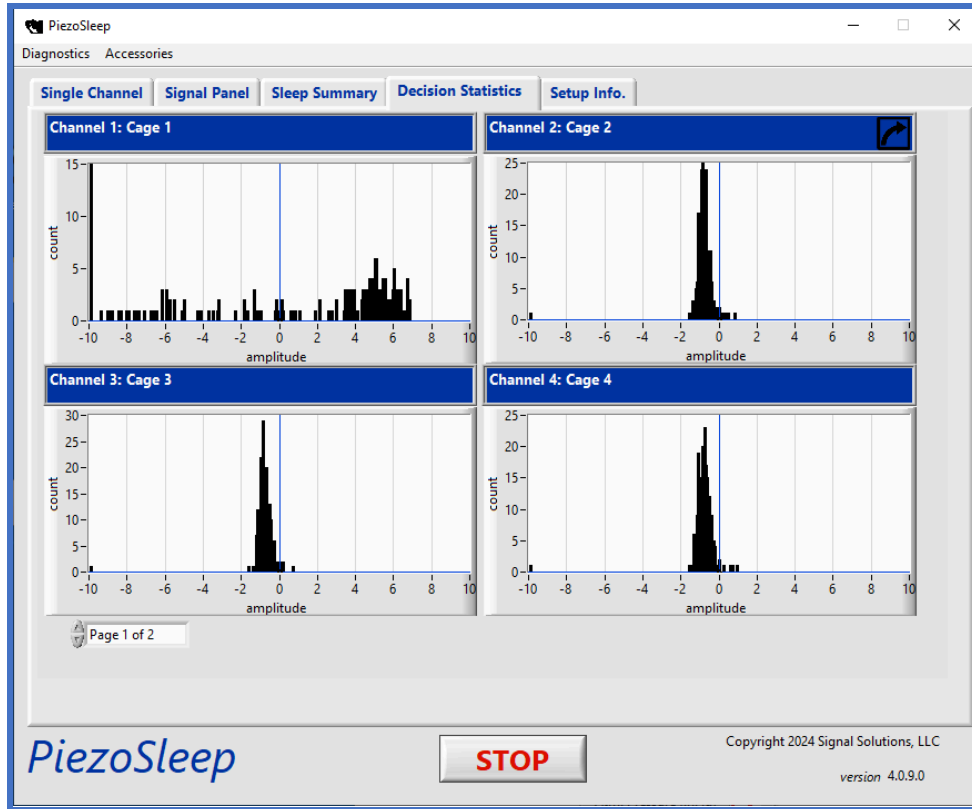 PiezoSleep
Diagnostics Accessories
Single Channel Signal Panel Sleep Summary Decision Statistics Setup Info.
Channel 1: Cage 1
15
10
5
0
count
-10 -8 -6 -4 -2 0 2 4 6 8 10
amplitude
Channel 2: Cage 2
25
20
15
10
5
0
count
-10 -8 -6 -4 -2 0 2 4 6 8 10
amplitude
Channel 3: Cage 3
30
25
20
15
10
5
0
count
-10 -8 -6 -4 -2 0 2 4 6 8 10
amplitude
Channel 4: Cage 4
25
20
15
10
5
0
count
-10 -8 -6 -4 -2 0 2 4 6 8 10
amplitude
Page 1 of 2
PiezoSleep
STOP
Copyright 2024 Signal Solutions, LLC
version 4.0.9.0